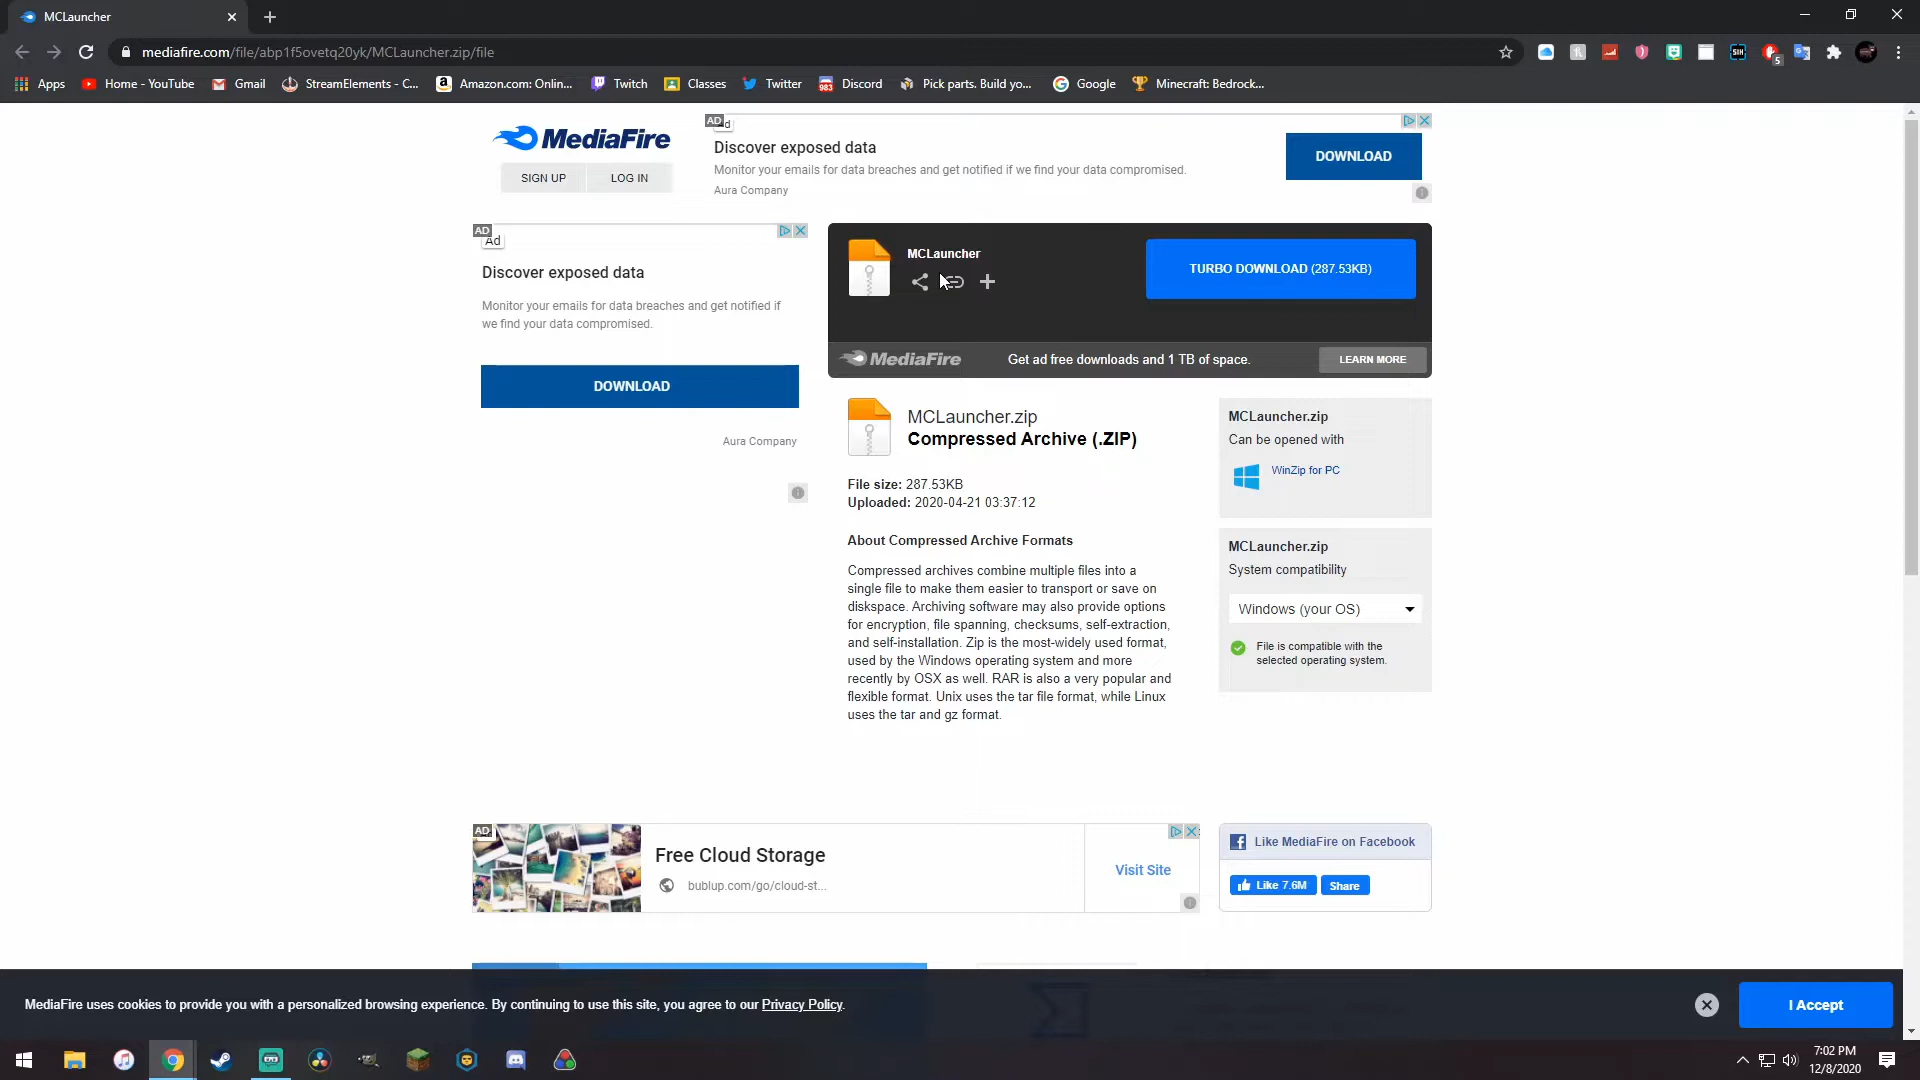 MCLauncher
mediafire.com/file/abp1f5ovetq20yk/MCLauncher.zip/file
5
Apps
Home - YouTube
Gmail
StreamElements - C...
Amazon.com: Onlin...
Twitch
Classes
Twitter
983
Discord
Pick parts. Build yo...
Google
Minecraft: Bedrock...
MediaFire
SIGN UP
LOG IN
AD
Discover exposed data
Monitor your emails for data breaches and get notified if we find your data compromised.
Aura Company
DOWNLOAD
AD
Ad
Discover exposed data
Monitor your emails for data breaches and get notified if
we find your data compromised.
DOWNLOAD
Aura Company
MCLauncher
TURBO DOWNLOAD (287.53KB)
MediaFire
Get ad free downloads and 1 TB of space.
LEARN MORE
MCLauncher.zip
Compressed Archive (.ZIP)
File size: 287.53KB
Uploaded: 2020-04-21 03:37:12
About Compressed Archive Formats
Compressed archives combine multiple files into a
single file to make them easier to transport or save on
diskspace. Archiving software may also provide options
for encryption, file spanning, checksums, self-extraction,
and self-installation. Zip is the most-widely used format,
used by the Windows operating system and more
recently by OSX as well. RAR is also a very popular and
flexible format. Unix uses the tar file format, while Linux
uses the tar and gz format.
MCLauncher.zip
Can be opened with
WinZip for PC
MCLauncher.zip
System compatibility
Windows (your OS)
File is compatible with the
selected operating system.
AD
Free Cloud Storage
bublup.com/go/cloud-st...
Visit Site
Like MediaFire on Facebook
Like 7.6M
Share
MediaFire uses cookies to provide you with a personalized browsing experience. By continuing to use this site, you agree to our Privacy Policy.
I Accept
7:02 PM
12/8/2020